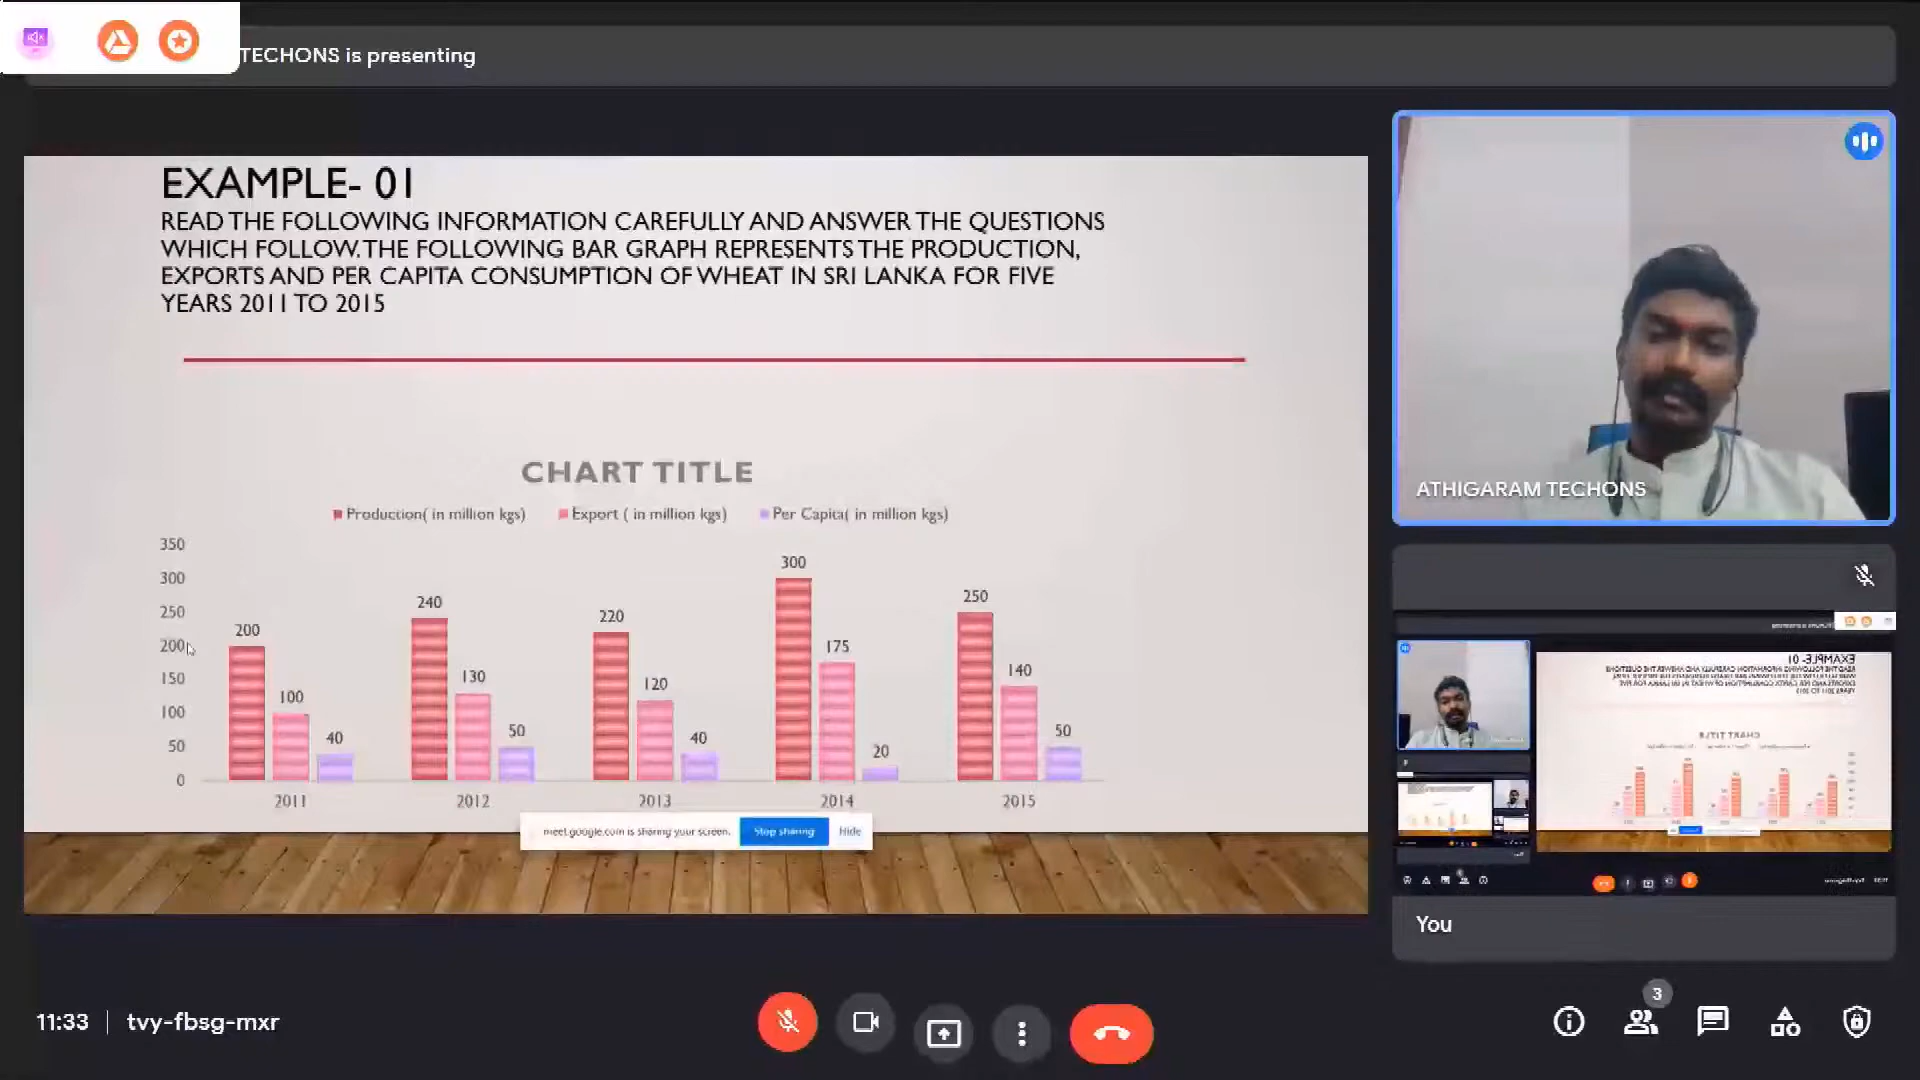 TECHONS is presenting
EXAMPLE- 01
READ THE FOLLOWING INFORMATION CAREFULLY AND ANSWER THE QUESTIONS
WHICH FOLLOW. THE FOLLOWING BAR GRAPH REPRESENTS THE PRODUCTION,
EXPORTS AND PER CAPITA CONSUMPTION OF WHEAT IN SRI LANKA FOR FIVE
YEARS 2011 TO 2015
CHART TITLE
Production( in million kgs) Export ( in million kgs) Per Capita( in million kgs)
350
300
250
200
150
100
50
0
200 100 40
240 130 50
220 120 40
300 175 20
250 140 50
2011 2012 2013 2014 2015
meet.google.com is sharing your screen. Stop sharing Hide
ATHIGARAM TECHONS
EXAMPLE- 01
CHART TITLE
You
11:33 | tvy-fbsg-mxr
3